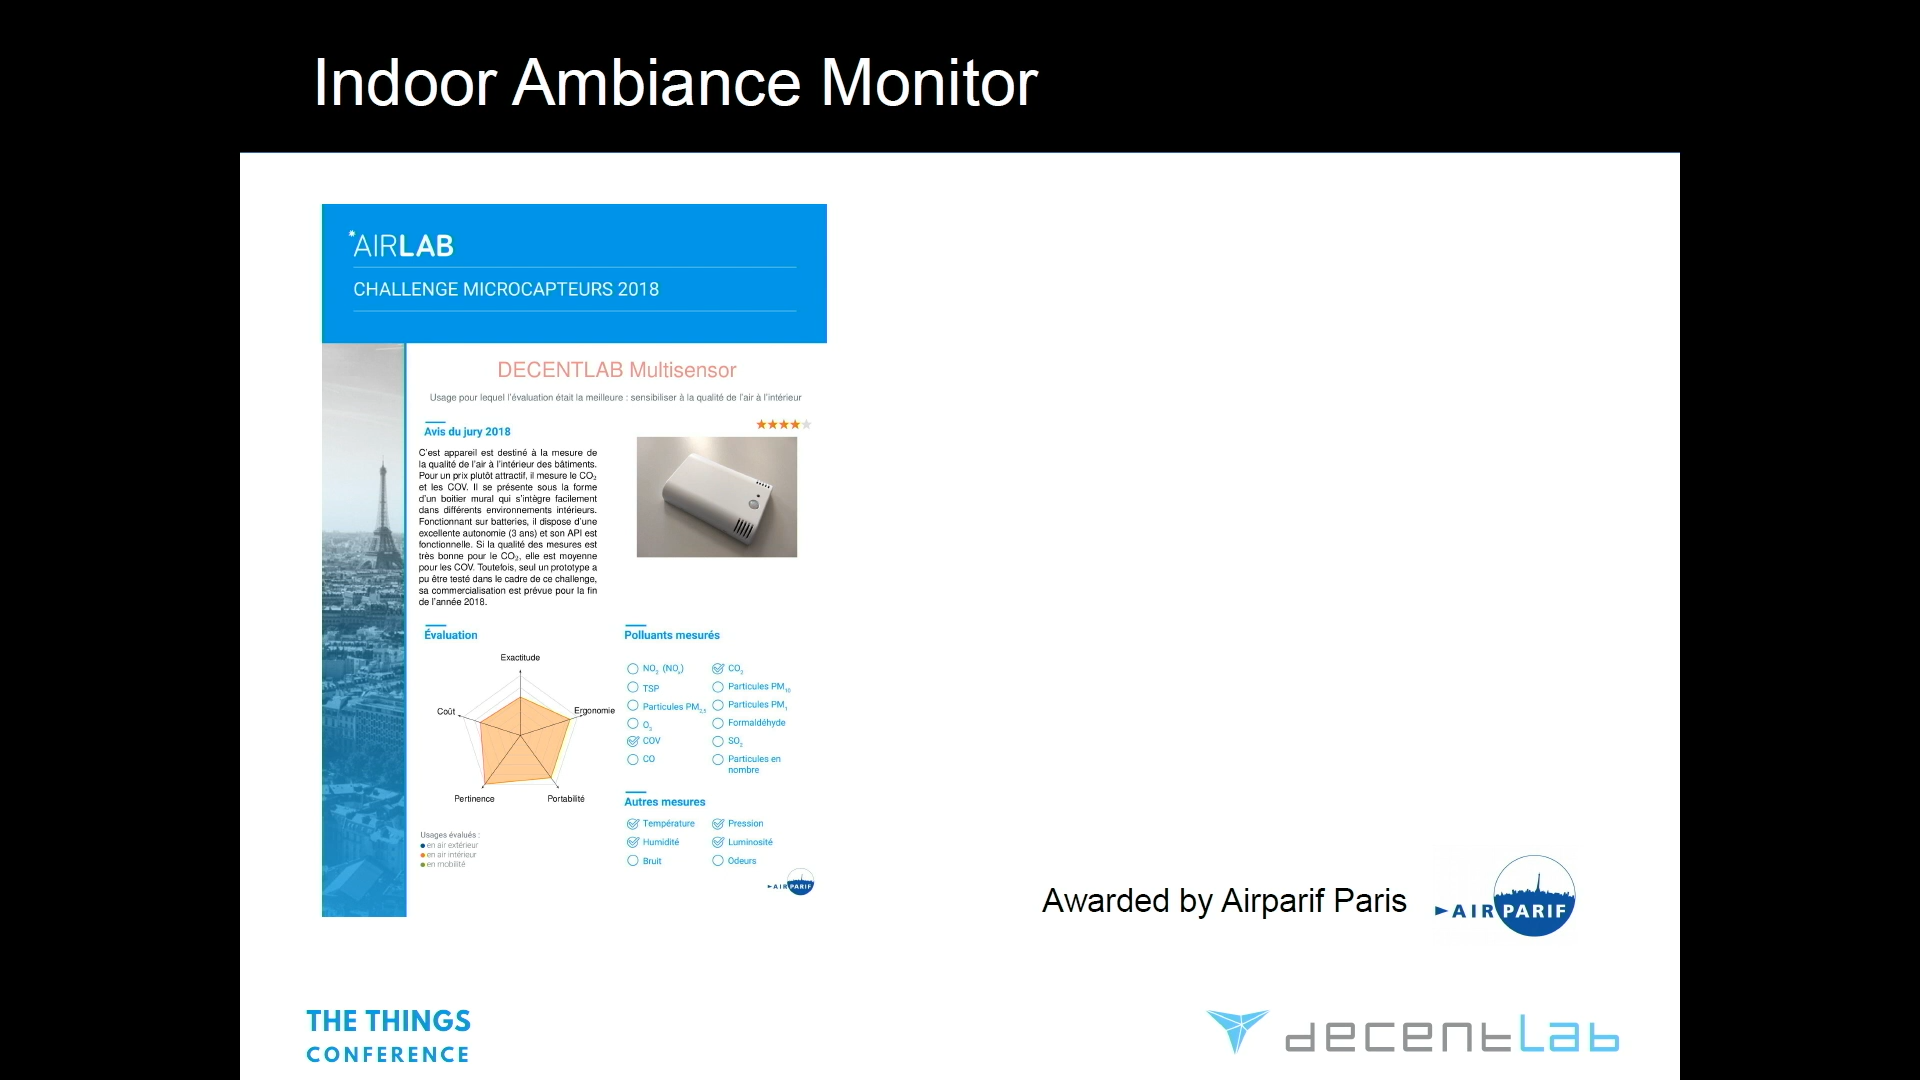 Indoor Ambiance Monitor
*AIRLAB
CHALLENGE MICROCAPTEURS 2018
DECENTLAB Multisensor
Usage pour lequel l'évaluation était la meilleure : sensibiliser à la qualité de l'air à l'intérieur
Avis du jury 2018
C'est appareil est destiné à la mesure de
la qualité de l'air à l'intérieur des bâtiments.
Pour un prix plutôt attractif, il mesure le CO₂
et les COV. Il se présente sous la forme
d'un boitier mural qui s'intègre facilement
dans différents environnements intérieurs.
Fonctionnant sur batteries, il dispose d'une
excellente autonomie (3 ans) et son API est
fonctionnelle. Si la qualité des mesures est
très bonne pour le CO₂, elle est moyenne
pour les COV. Toutefois, seul un prototype a
pu être testé dans le cadre de ce challenge,
sa commercialisation est prévue pour la fin
de l'année 2018.
Évaluation
Exactitude
Coût
Ergonomie
Pertinence
Portabilité
Usages évalués :
en air extérieur
en air intérieur
en mobilité
Polluants mesurés
NO₂ (NOₓ)
CO₂
TSP
Particules PM₁₀
Particules PM₂,₅
Particules PM₁
O₃
Formaldéhyde
COV
SO₂
CO
Particules en
nombre
Autres mesures
Température
Pression
Humidité
Luminosité
Bruit
Odeurs
AIRPARIF
Awarded by Airparif Paris
AIRPARIF
THE THINGS
CONFERENCE
decentlab